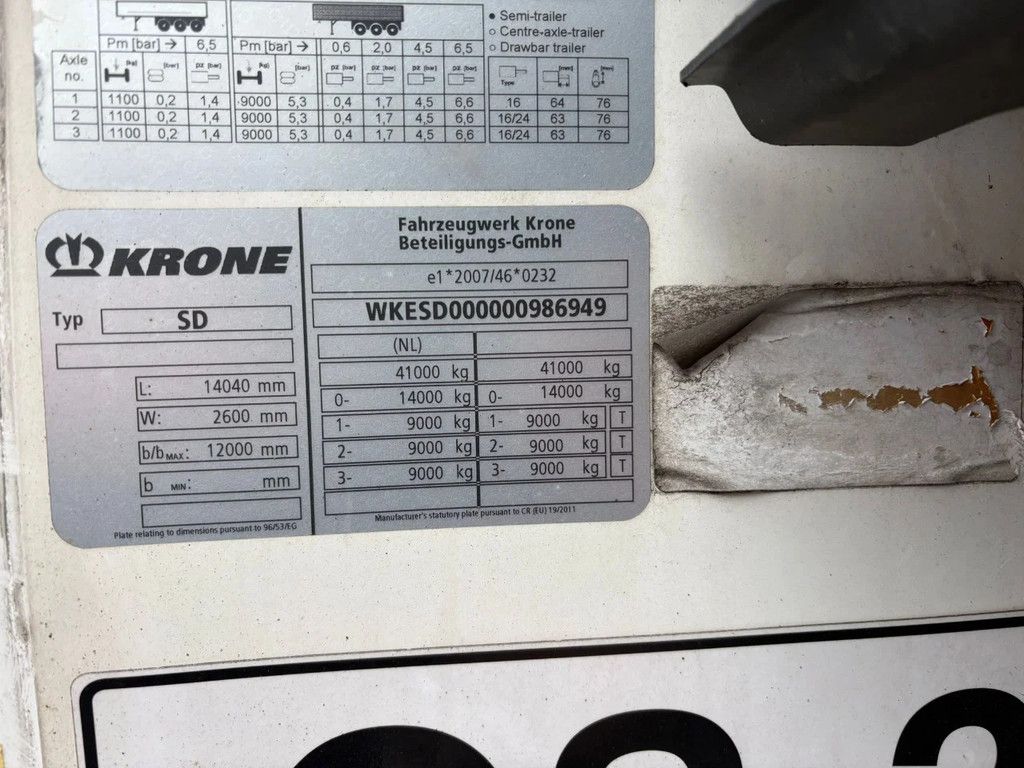 Pm [bar] → 6,5 Pm [bar] → 0,6 2,0 4,5 6,5
• Semi-trailer
○ Centre-axle-trailer
○ Drawbar trailer
Axle no. [kg] [bar] pz [bar] [kg] [bar] pz [bar] pz [bar] pz [bar] pz [bar] Type [mm] [mm]
1 1100 0,2 1,4 9000 5,3 0,4 1,7 4,5 6,6 16 64 76
2 1100 0,2 1,4 9000 5,3 0,4 1,7 4,5 6,6 16/24 63 76
3 1100 0,2 1,4 9000 5,3 0,4 1,7 4,5 6,6 16/24 63 76
KRONE
Typ SD
L: 14040 mm
W: 2600 mm
b/b MAX: 12000 mm
b MIN: mm
Plate relating to dimensions pursuant to 96/53/EG
Fahrzeugwerk Krone
Beteiligungs-GmbH
e1*2007/46*0232
WKESD000000986949
(NL)
41000 kg 41000 kg
0- 14000 kg 0- 14000 kg
1- 9000 kg 1- 9000 kg T
2- 9000 kg 2- 9000 kg T
3- 9000 kg 3- 9000 kg T
Manufacturer's statutory plate pursuant to CR (EU) 19/2011